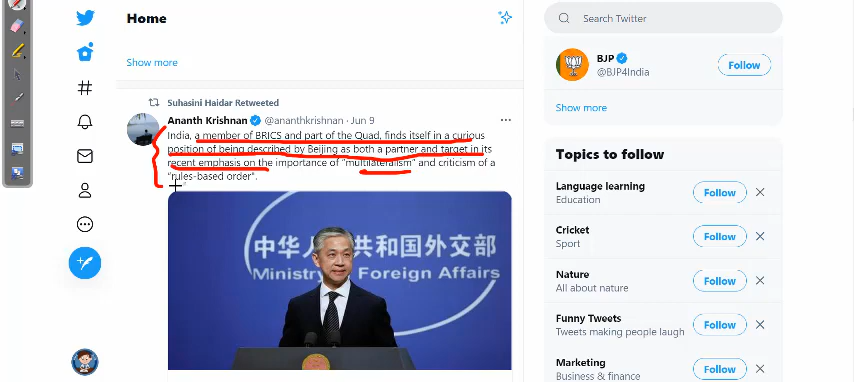 Home
Show more
Suhasini Haidar Retweeted
Ananth Krishnan @ananthkrishnan · Jun 9
India, a member of BRICS and part of the Quad, finds itself in a curious
position of being described by Beijing as both a partner and target in its
recent emphasis on the importance of "multilateralism" and criticism of a
"rules-based order".
中华人民共和国外交部
Ministry of Foreign Affairs
Search Twitter
BJP
@BJP4India
Follow
Show more
Topics to follow
Language learning
Education
Follow
Cricket
Sport
Follow
Nature
All about nature
Follow
Funny Tweets
Tweets making people laugh
Follow
Marketing
Business & finance
Follow